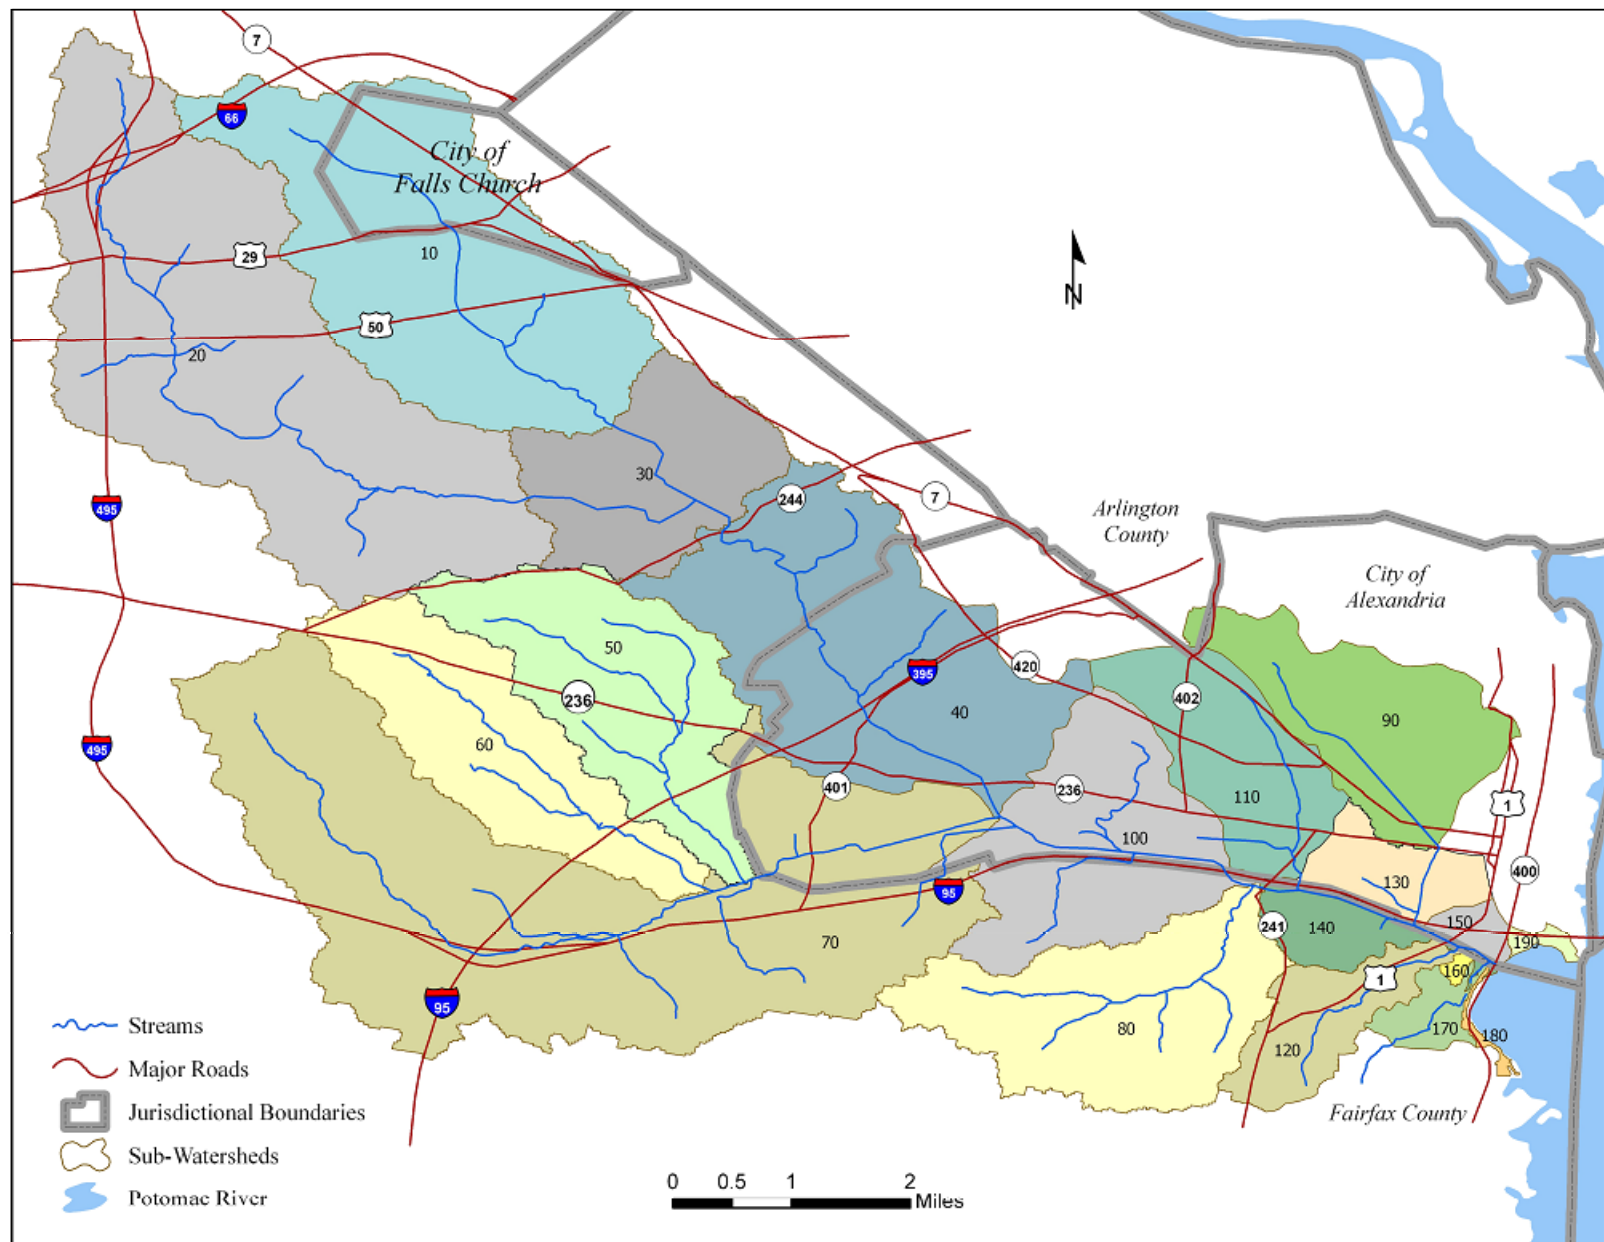 7
66
City of
Falls Church
10
29
50
20
30
495
244
7
Arlington
County
City of
Alexandria
50
236
395
420
402
40
90
60
495
401
236
110
1
100
400
130
95
70
241
140
150
190
160
1
95
80
170
180
120
Streams
Major Roads
Jurisdictional Boundaries
Sub-Watersheds
Potomac River
Fairfax County
N
0 0.5 1 2
Miles